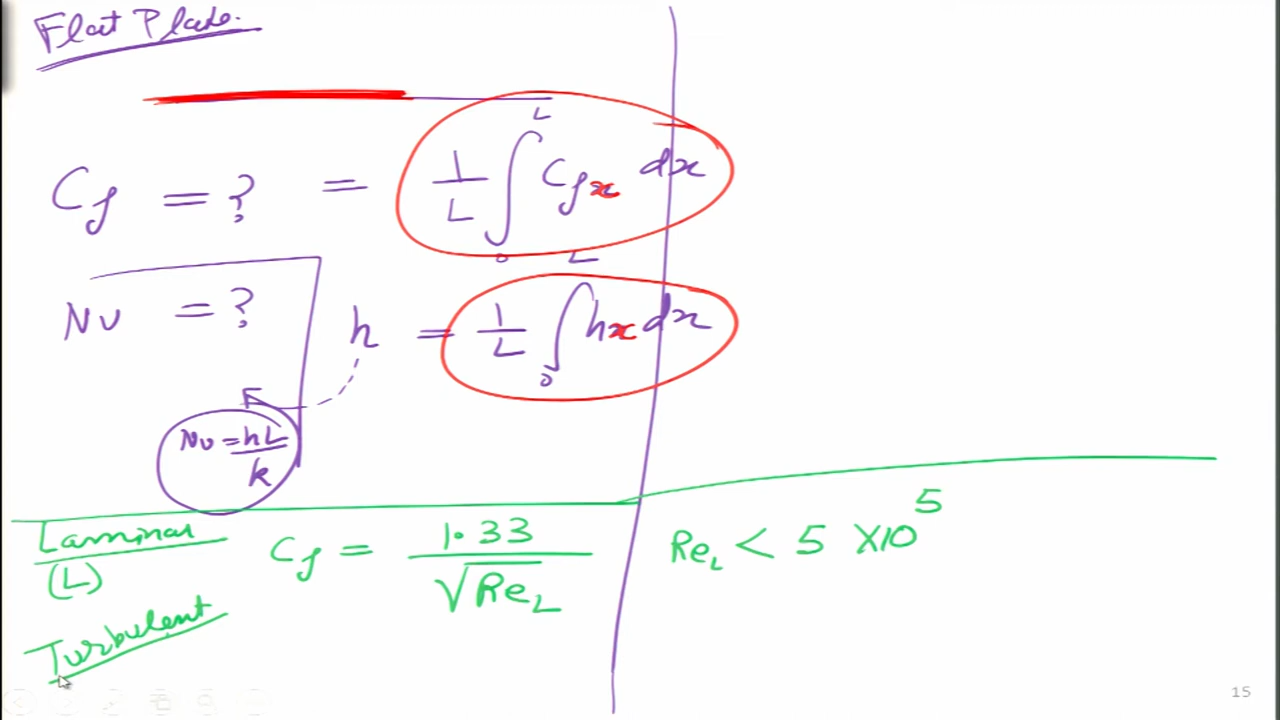 Flat Plate.
Cf = ? = 1/L ∫₀ᴸ Cfx dx
Nu = ?
h = 1/L ∫₀ᴸ hx dx
Nu = hL/k
Laminar
(L)
Cf = 1.33/√ReL
ReL < 5 X10⁵
Turbulent
15